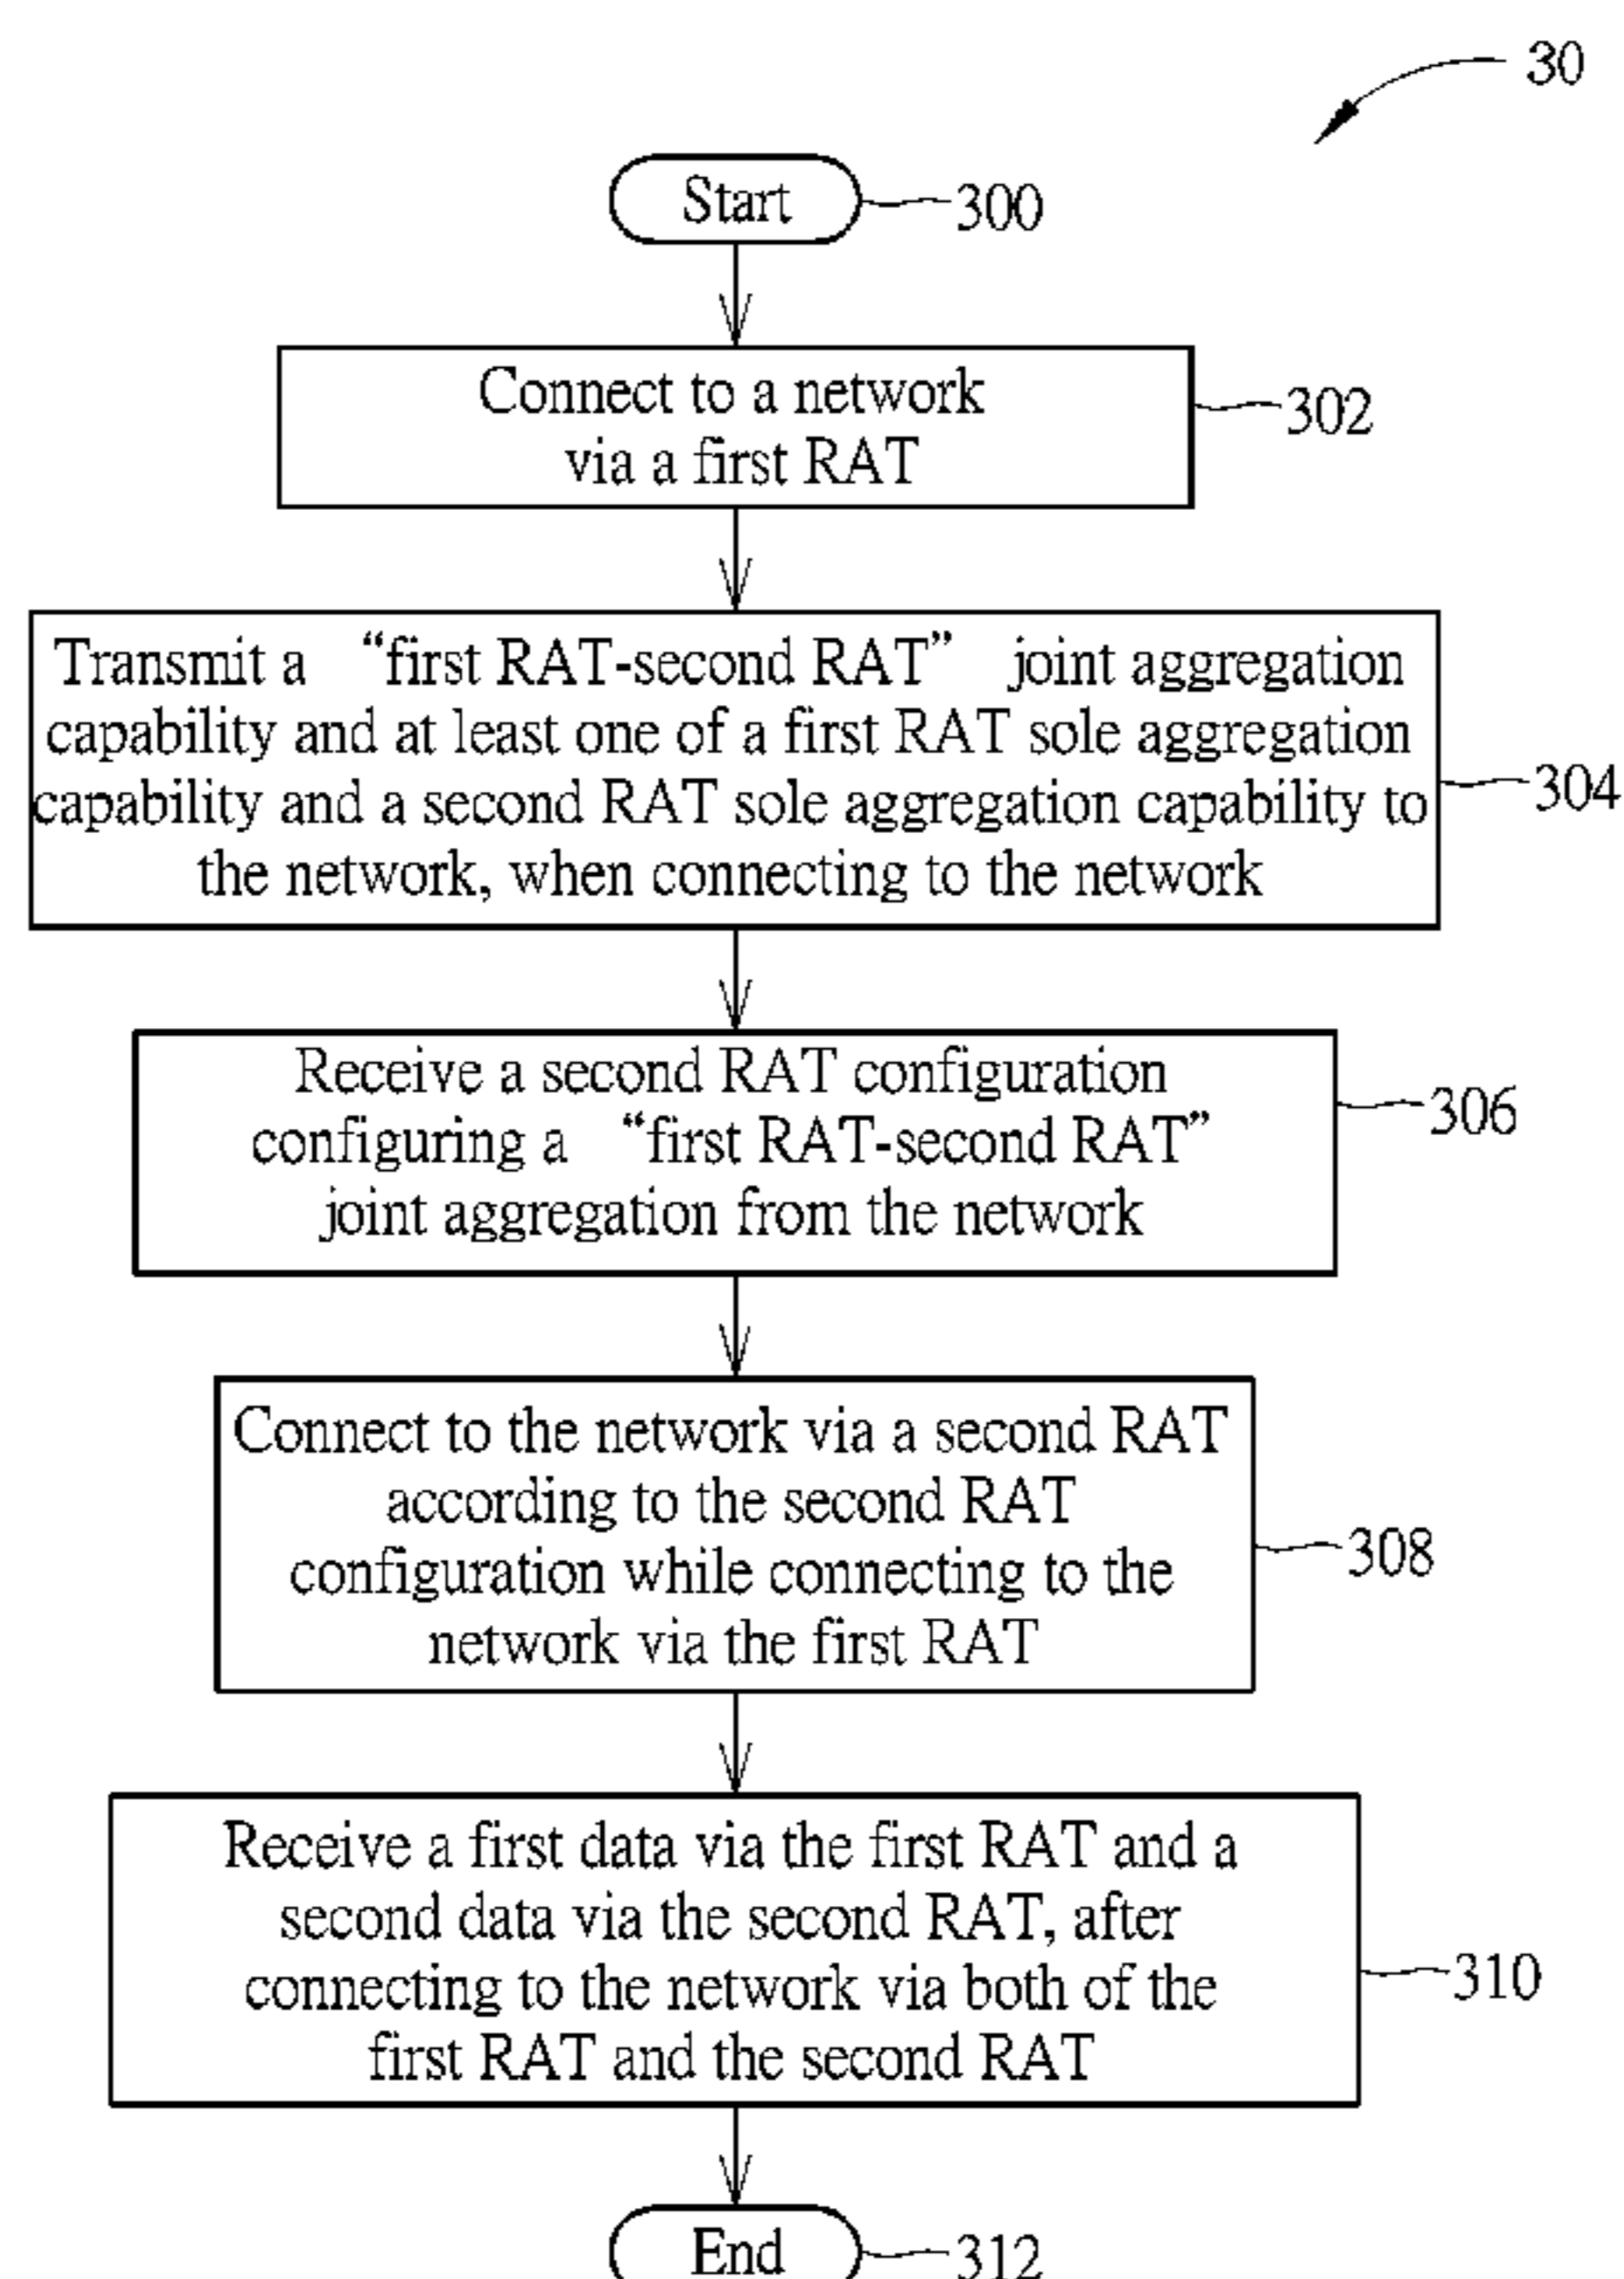 30
Start
300
Connect to a network
via a first RAT
302
Transmit a “first RAT-second RAT” joint aggregation
capability and at least one of a first RAT sole aggregation
capability and a second RAT sole aggregation capability to
the network, when connecting to the network
304
Receive a second RAT configuration
configuring a “first RAT-second RAT”
joint aggregation from the network
306
Connect to the network via a second RAT
according to the second RAT
configuration while connecting to the
network via the first RAT
308
Receive a first data via the first RAT and a
second data via the second RAT, after
connecting to the network via both of the
first RAT and the second RAT
310
End
312